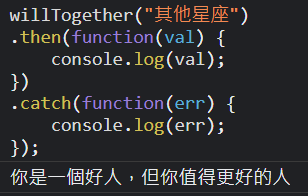 willTogether("其他星座")
.then(function(val) {
    console.log(val);
})
.catch(function(err) {
    console.log(err);
});
你是一個好人，但你值得更好的人